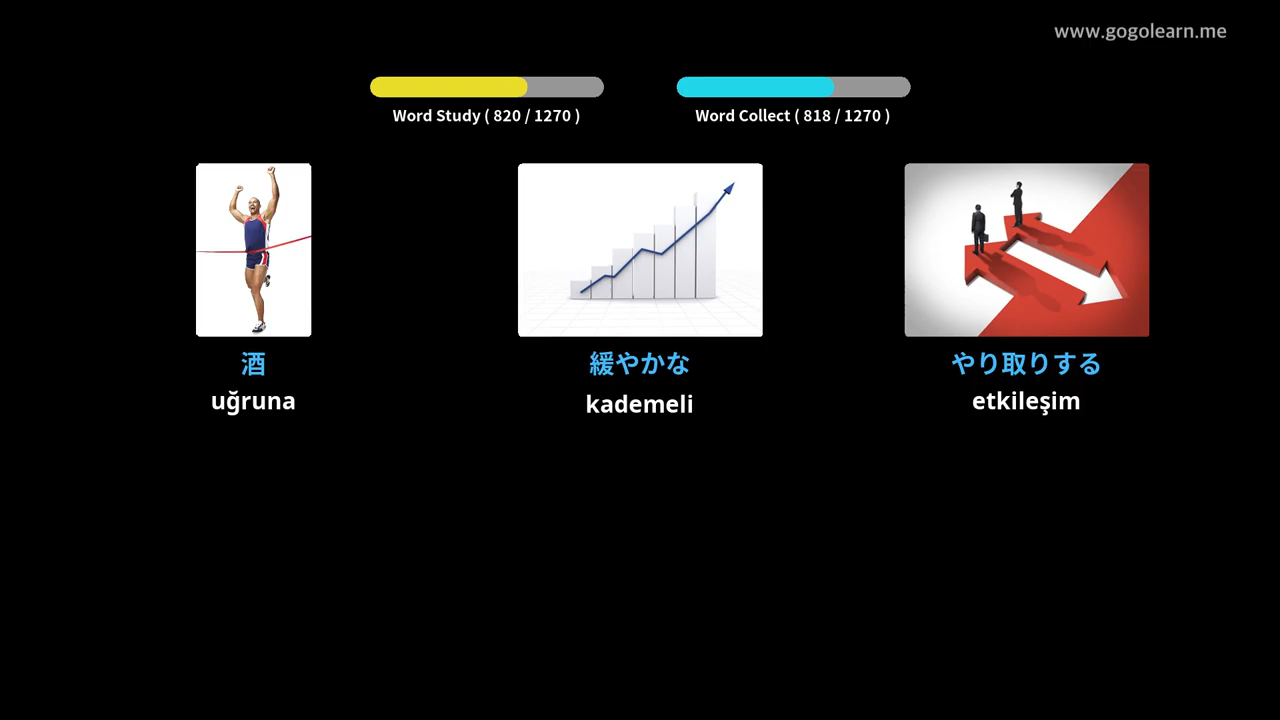 www.gogolearn.me
Word Study ( 820 / 1270 )
Word Collect ( 818 / 1270 )
酒
緩やかな
やり取りする
uğruna
kademeli
etkileşim